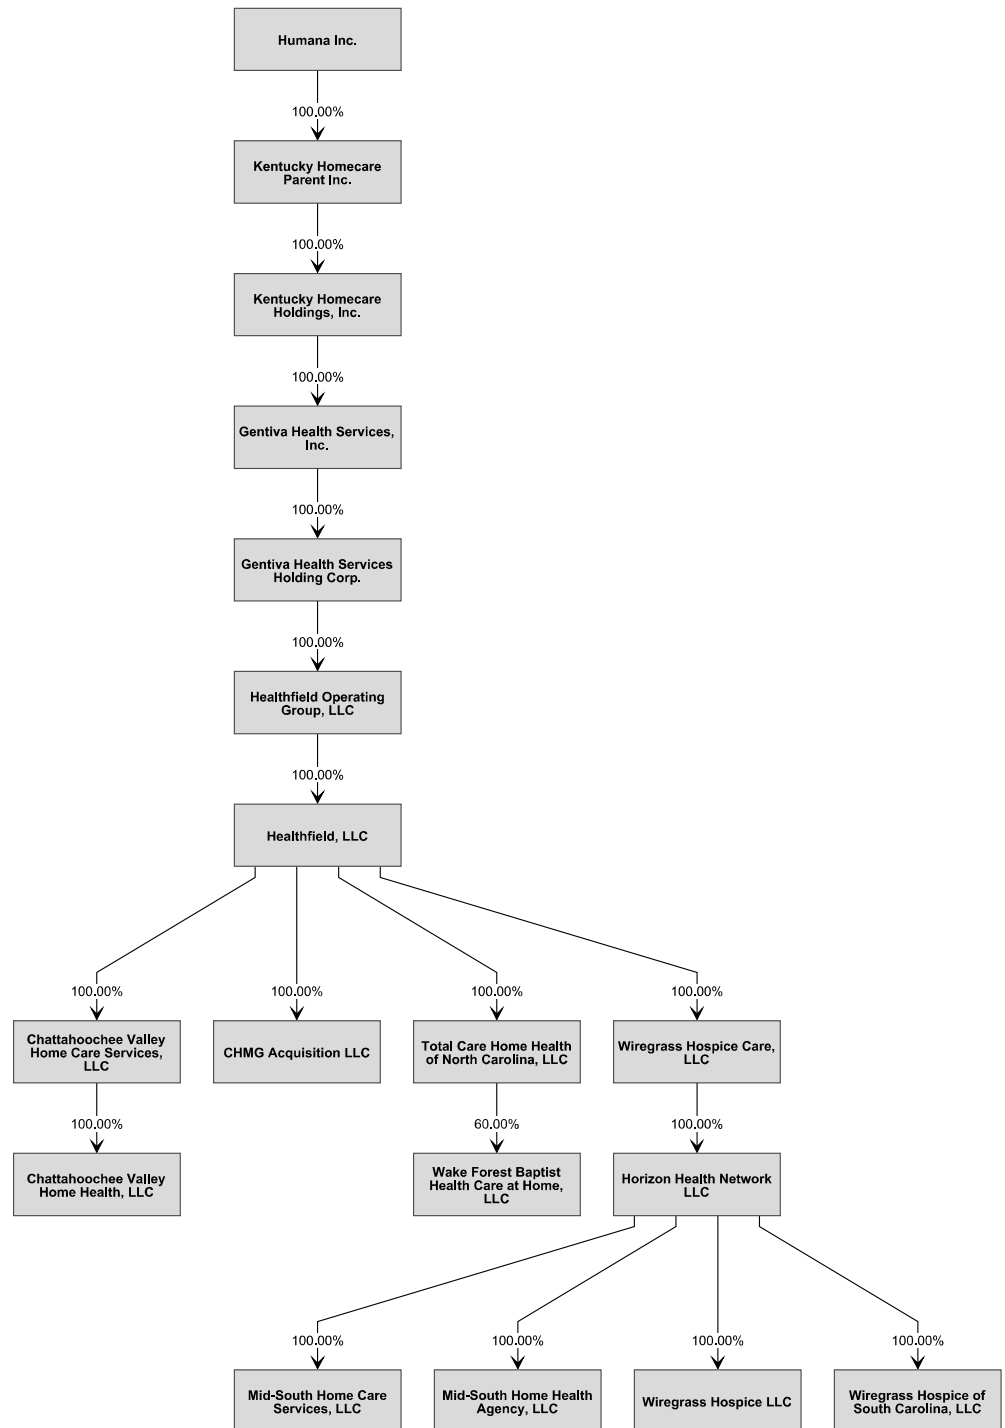 Humana Inc.
100.00%
Kentucky Homecare
Parent Inc.
100.00%
Kentucky Homecare
Holdings, Inc.
100.00%
Gentiva Health Services,
Inc.
100.00%
Gentiva Health Services
Holding Corp.
100.00%
Healthfield Operating
Group, LLC
100.00%
Healthfield, LLC
100.00%
100.00%
100.00%
100.00%
Chattahoochee Valley
Home Care Services,
LLC
CHMG Acquisition LLC
Total Care Home Health
of North Carolina, LLC
Wiregrass Hospice Care,
LLC
100.00%
60.00%
100.00%
Chattahoochee Valley
Home Health, LLC
Wake Forest Baptist
Health Care at Home,
LLC
Horizon Health Network
LLC
100.00%
100.00%
100.00%
100.00%
Mid-South Home Care
Services, LLC
Mid-South Home Health
Agency, LLC
Wiregrass Hospice LLC
Wiregrass Hospice of
South Carolina, LLC